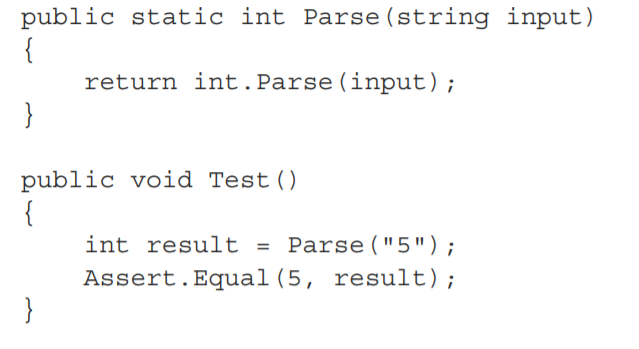 public static int Parse(string input)
{
    return int.Parse(input);
}

public void Test()
{
    int result = Parse("5");
    Assert.Equal(5, result);
}